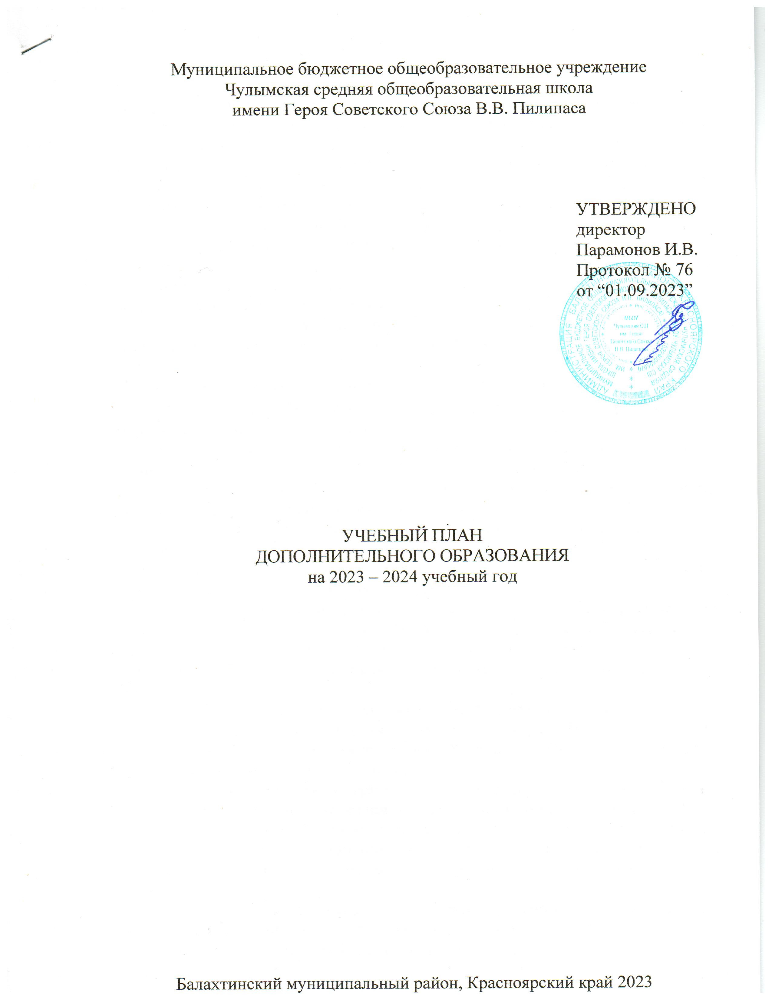 Муниципальное бюджетное общеобразовательное учреждение
Чулымская средняя общеобразовательная школа
имени Героя Советского Союза В.В. Пилипаса
УТВЕРЖДЕНО
директор
Парамонов И.В.
Протокол № 76
от “01.09.2023”
МБОУ
Чулымская СШ
им. Героя
Советского Союза
В.В. Пилипаса
УЧЕБНЫЙ ПЛАН
ДОПОЛНИТЕЛЬНОГО ОБРАЗОВАНИЯ
на 2023 – 2024 учебный год
Балахтинский муниципальный район, Красноярский край 2023